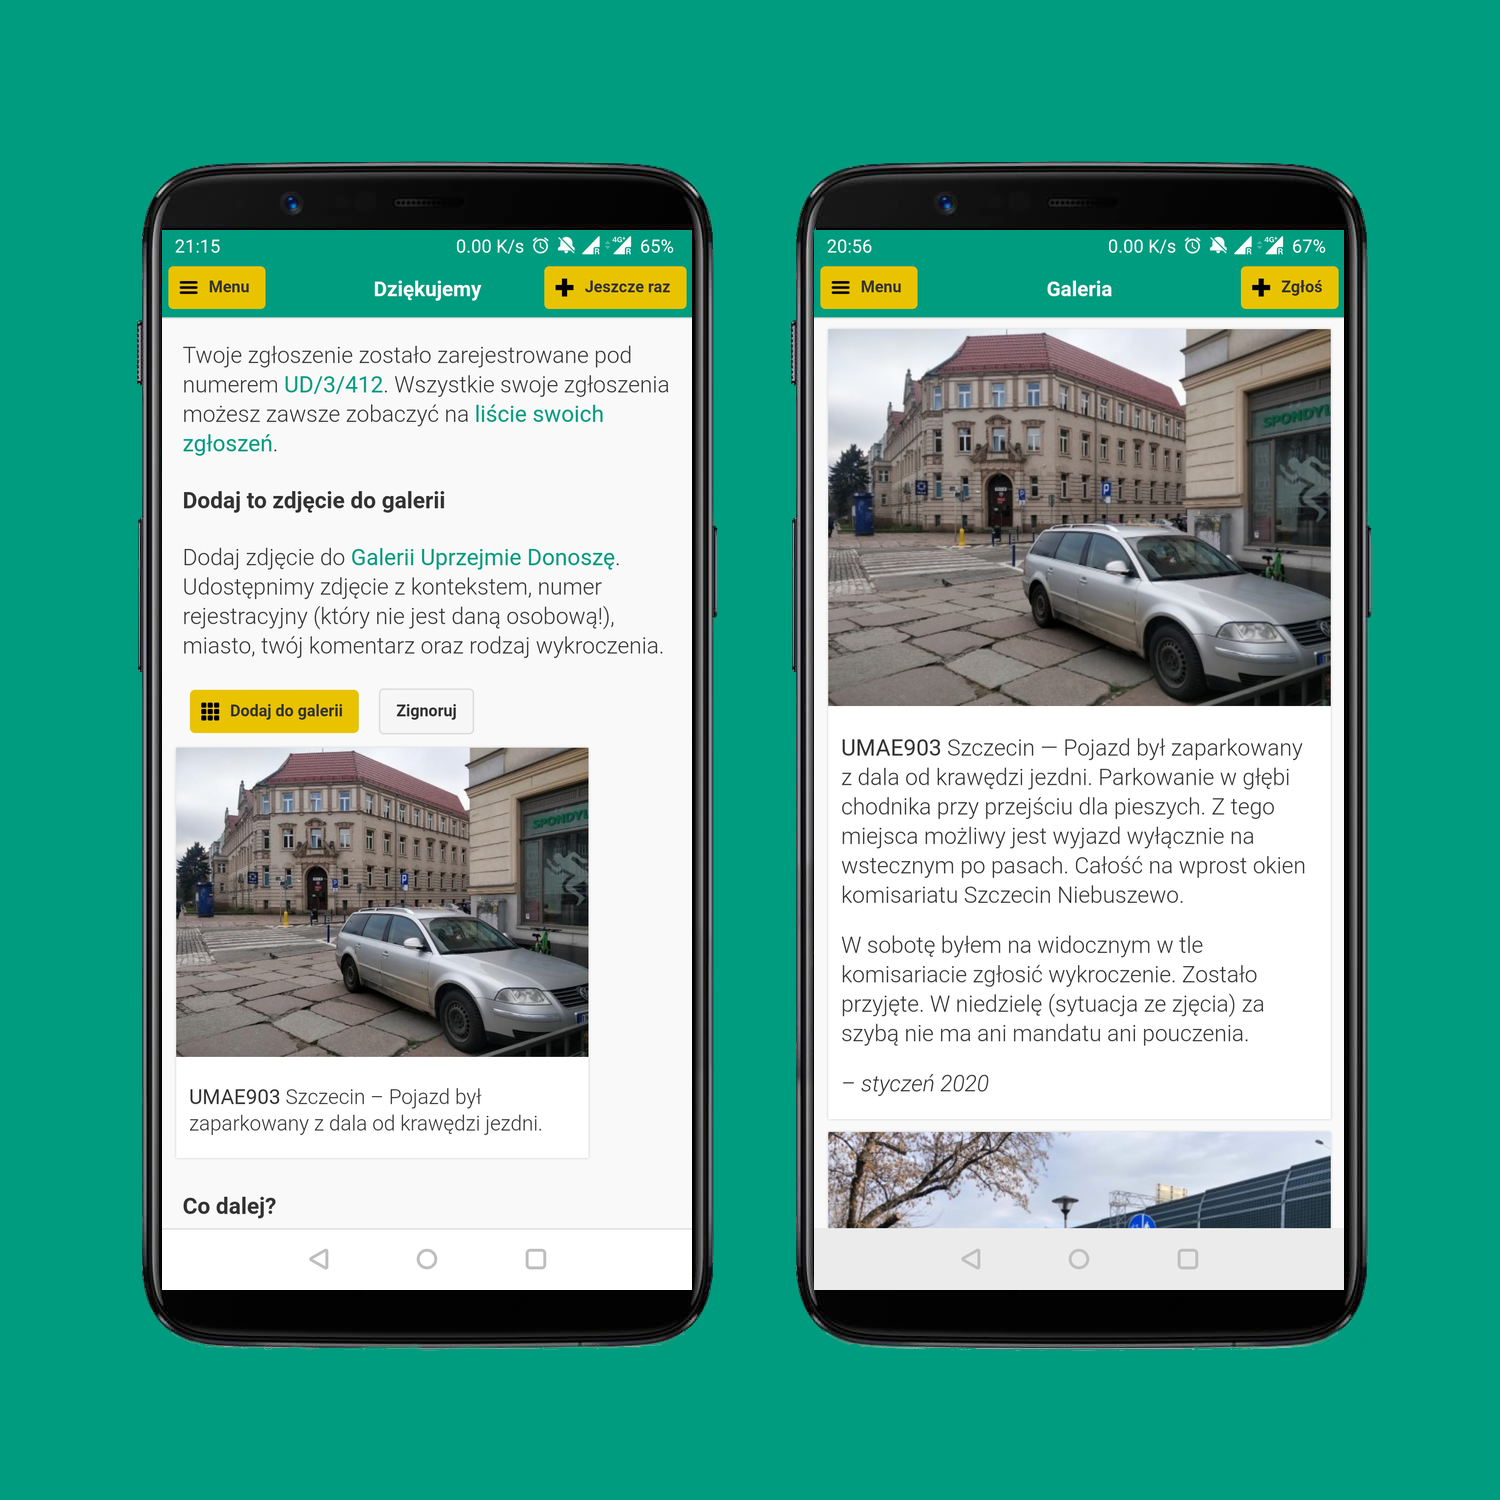 21:15
0.00 K/s
4G+
R
R
65%
Menu
Dziękujemy
Jeszcze raz
Twoje zgłoszenie zostało zarejestrowane pod
numerem UD/3/412. Wszystkie swoje zgłoszenia
możesz zawsze zobaczyć na liście swoich
zgłoszeń.
Dodaj to zdjęcie do galerii
Dodaj zdjęcie do Galerii Uprzejmie Donoszę.
Udostępnimy zdjęcie z kontekstem, numer
rejestracyjny (który nie jest daną osobową!),
miasto, twój komentarz oraz rodzaj wykroczenia.
Dodaj do galerii
Zignoruj
SPONDYL
P
UMAE903 Szczecin – Pojazd był
zaparkowany z dala od krawędzi jezdni.
Co dalej?
20:56
0.00 K/s
4G+
R
R
67%
Menu
Galeria
Zgłoś
SPONDYL
P
UMAE903 Szczecin — Pojazd był zaparkowany
z dala od krawędzi jezdni. Parkowanie w głębi
chodnika przy przejściu dla pieszych. Z tego
miejsca możliwy jest wyjazd wyłącznie na
wstecznym po pasach. Całość na wprost okien
komisariatu Szczecin Niebuszewo.
W sobotę byłem na widocznym w tle
komisariacie zgłosić wykroczenie. Zostało
przyjęte. W niedzielę (sytuacja ze zjęcia) za
szybą nie ma ani mandatu ani pouczenia.
– styczeń 2020